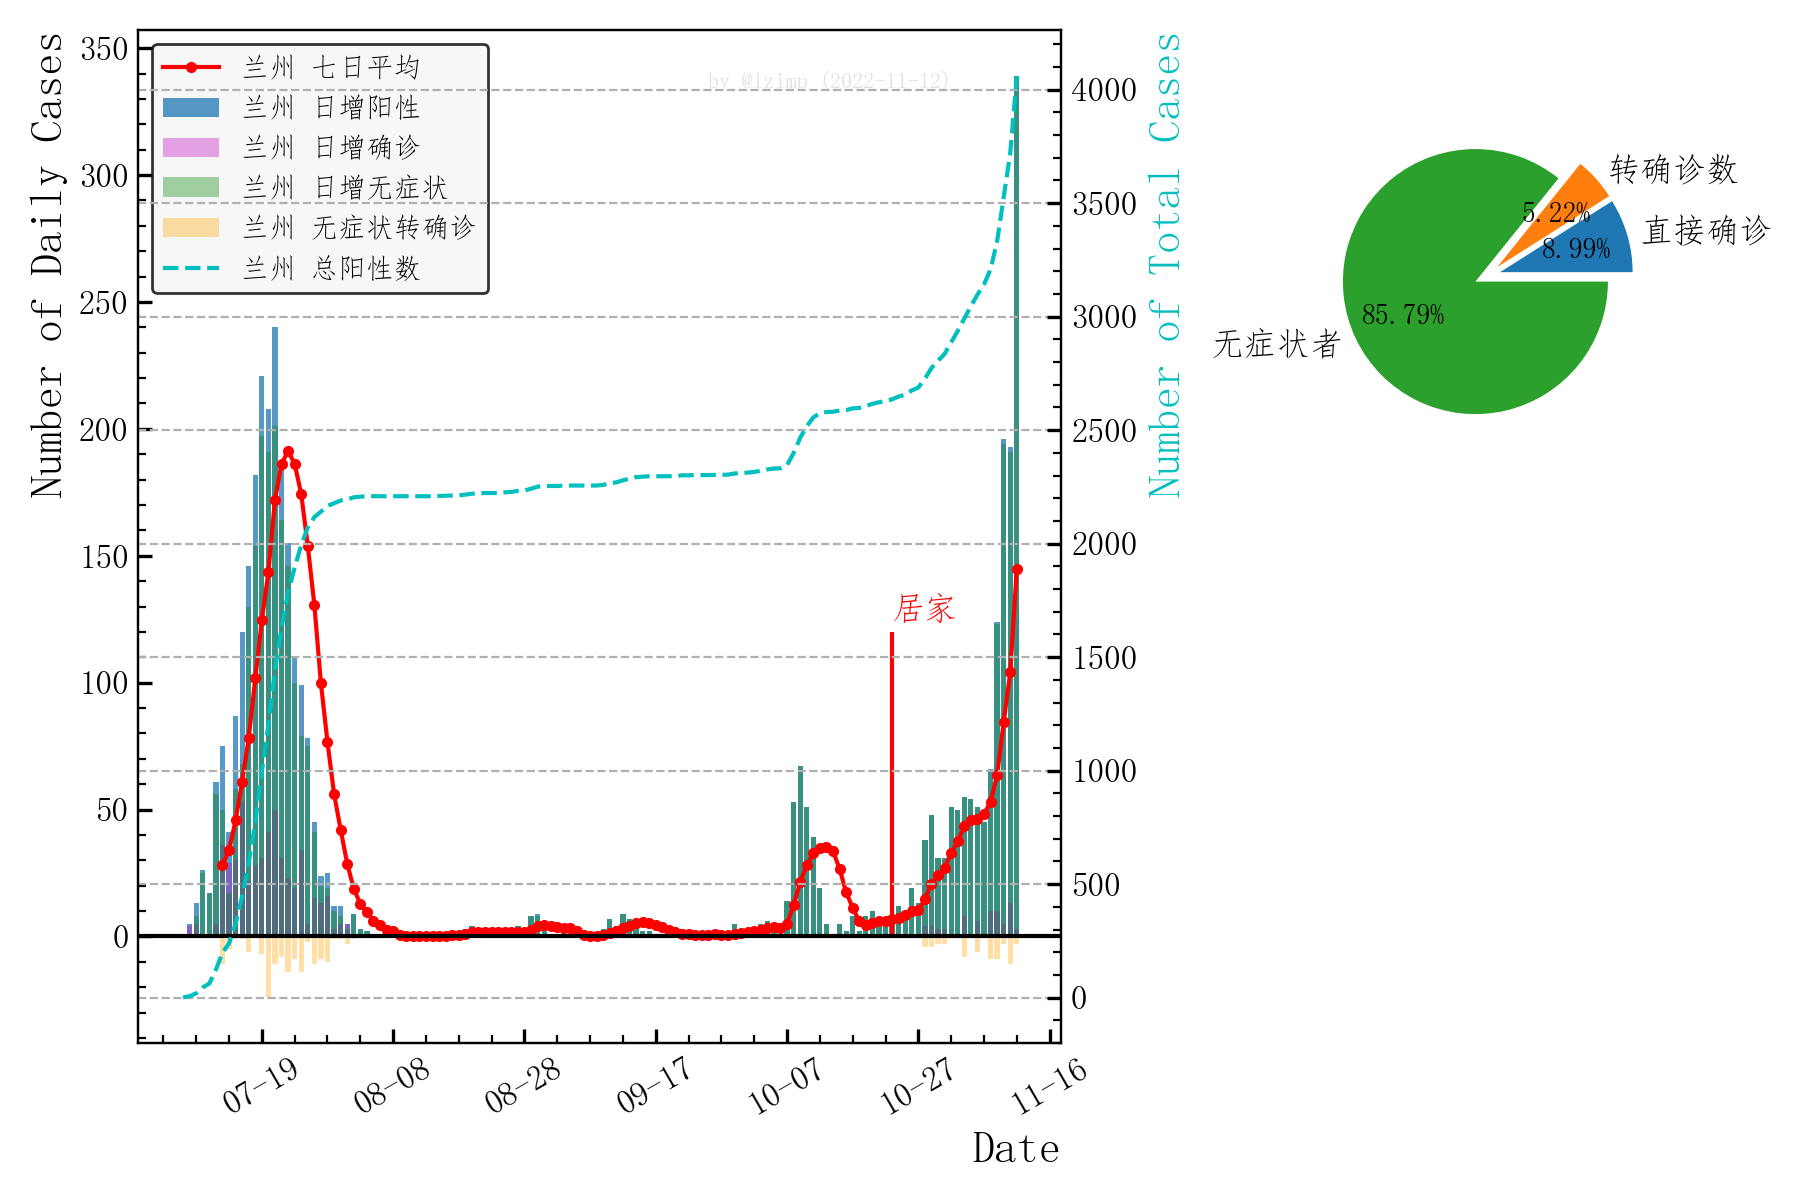 by @lzimp (2022-11-12)
兰州 七日平均
兰州 日增阳性
兰州 日增确诊
兰州 日增无症状
兰州 无症状转确诊
兰州 总阳性数
Number of Daily Cases
350
300
250
200
150
100
50
0
居家
Number of Total Cases
4000
3500
3000
2500
2000
1500
1000
500
0
07-19
08-08
08-28
09-17
10-07
10-27
11-16
Date
转确诊数
5.22%
直接确诊
8.99%
85.79%
无症状者